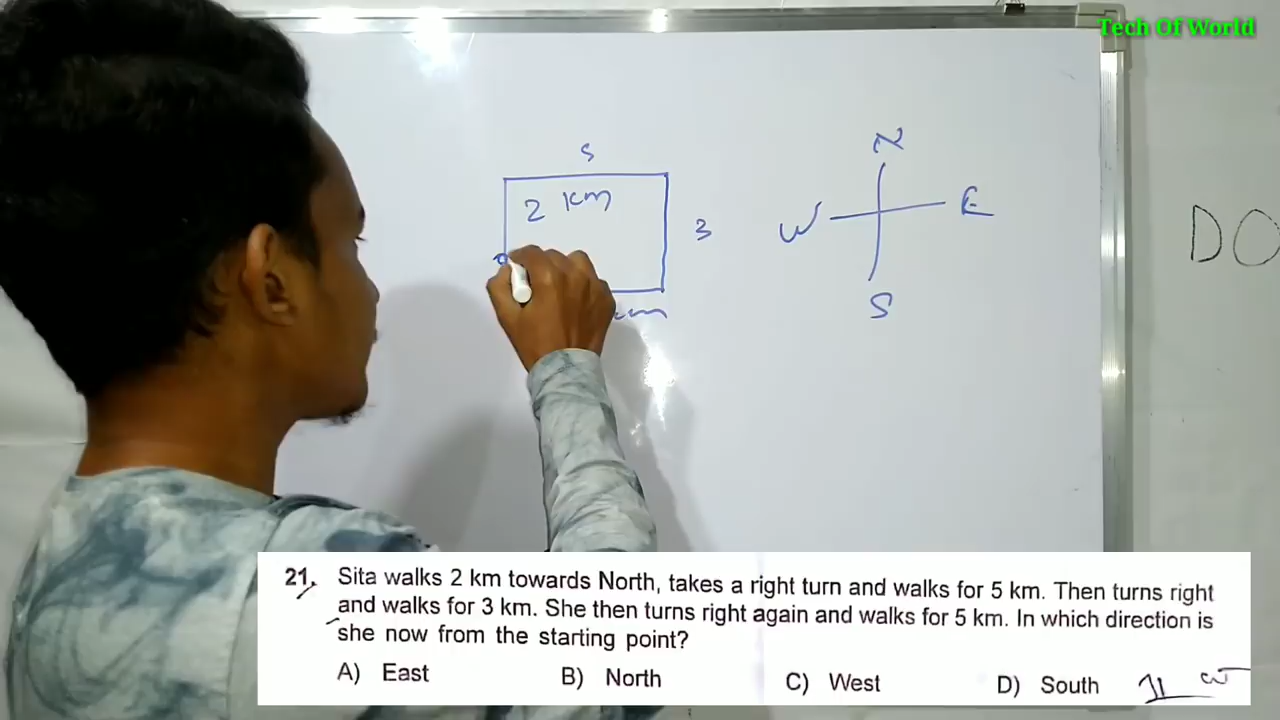 Tech Of World
N
W E
S
DO
5
2 km
3
km
21. Sita walks 2 km towards North, takes a right turn and walks for 5 km. Then turns right
and walks for 3 km. She then turns right again and walks for 5 km. In which direction is
she now from the starting point?
A) East B) North C) West D) South